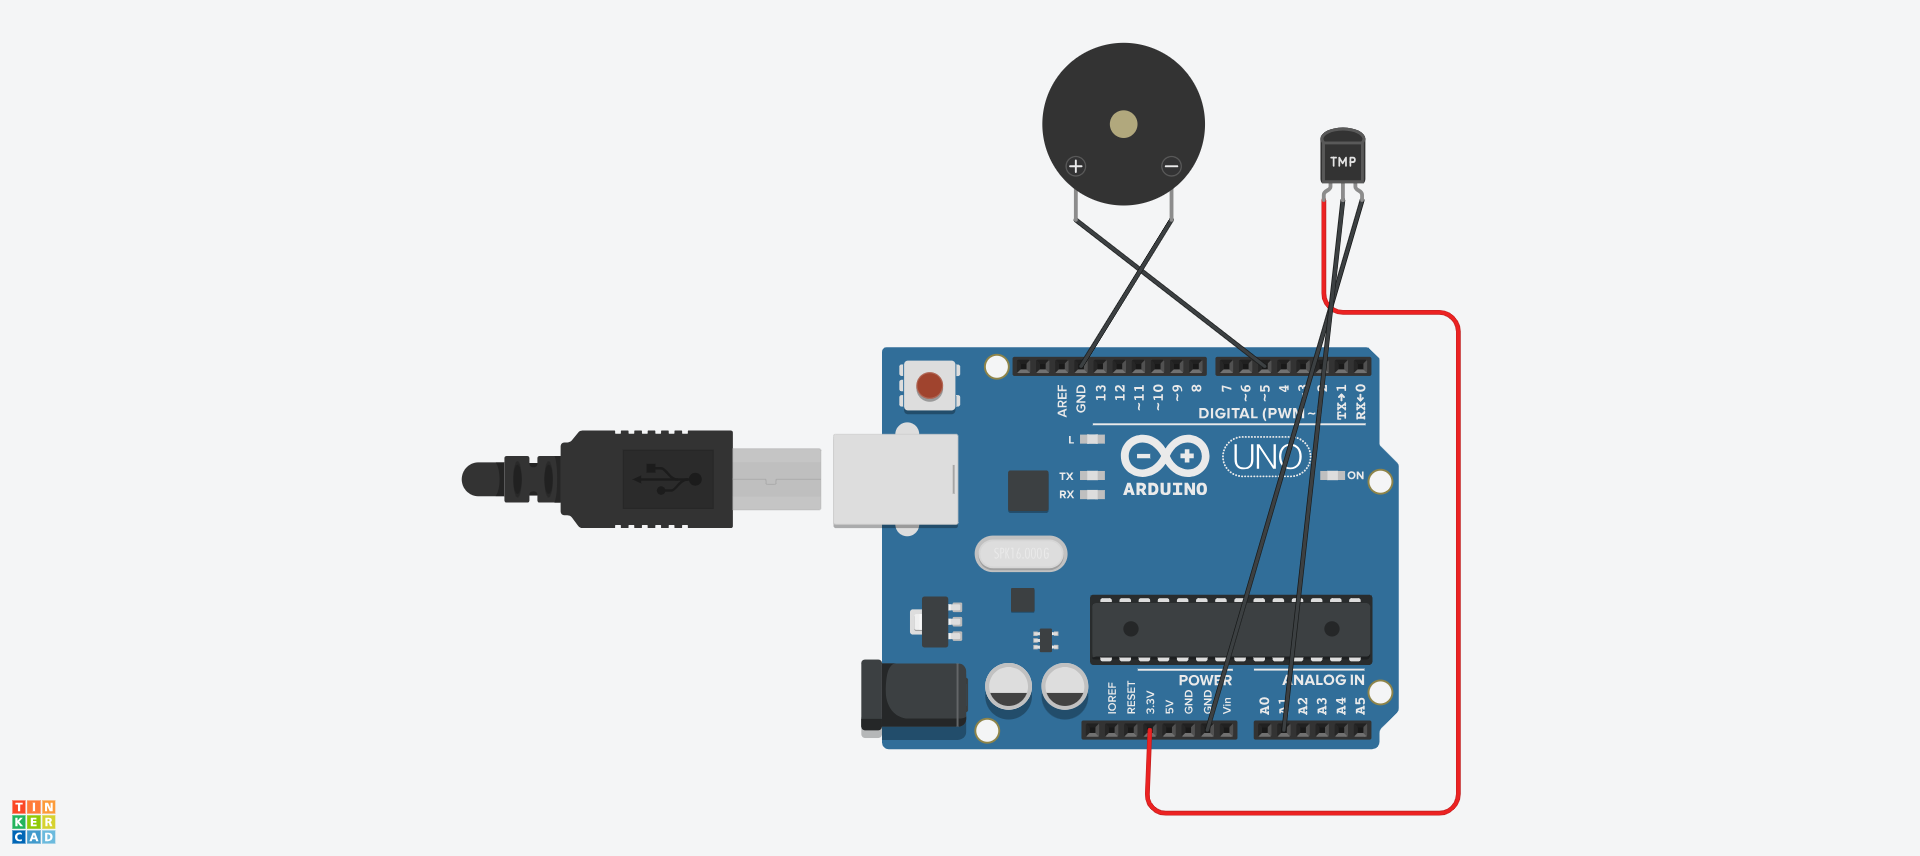 + −
TMP
AREF
GND
13
12
~11
~10
~9
8
7
~6
~5
4
3
2
TX→1
RX←0
DIGITAL (PWM ~
L
TX
RX
ON
UNO
ARDUINO
SPK16.000G
POWER
ANALOG IN
IOREF
RESET
3.3V
5V
GND
GND
Vin
A0
A1
A2
A3
A4
A5
TIN
KER
CAD